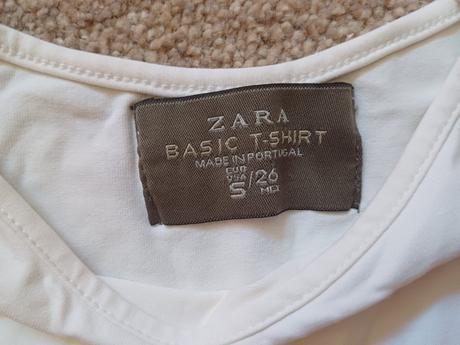 ZARA
BASIC T-SHIRT
MADE IN PORTUGAL
EUR
USA
S/26
MEX